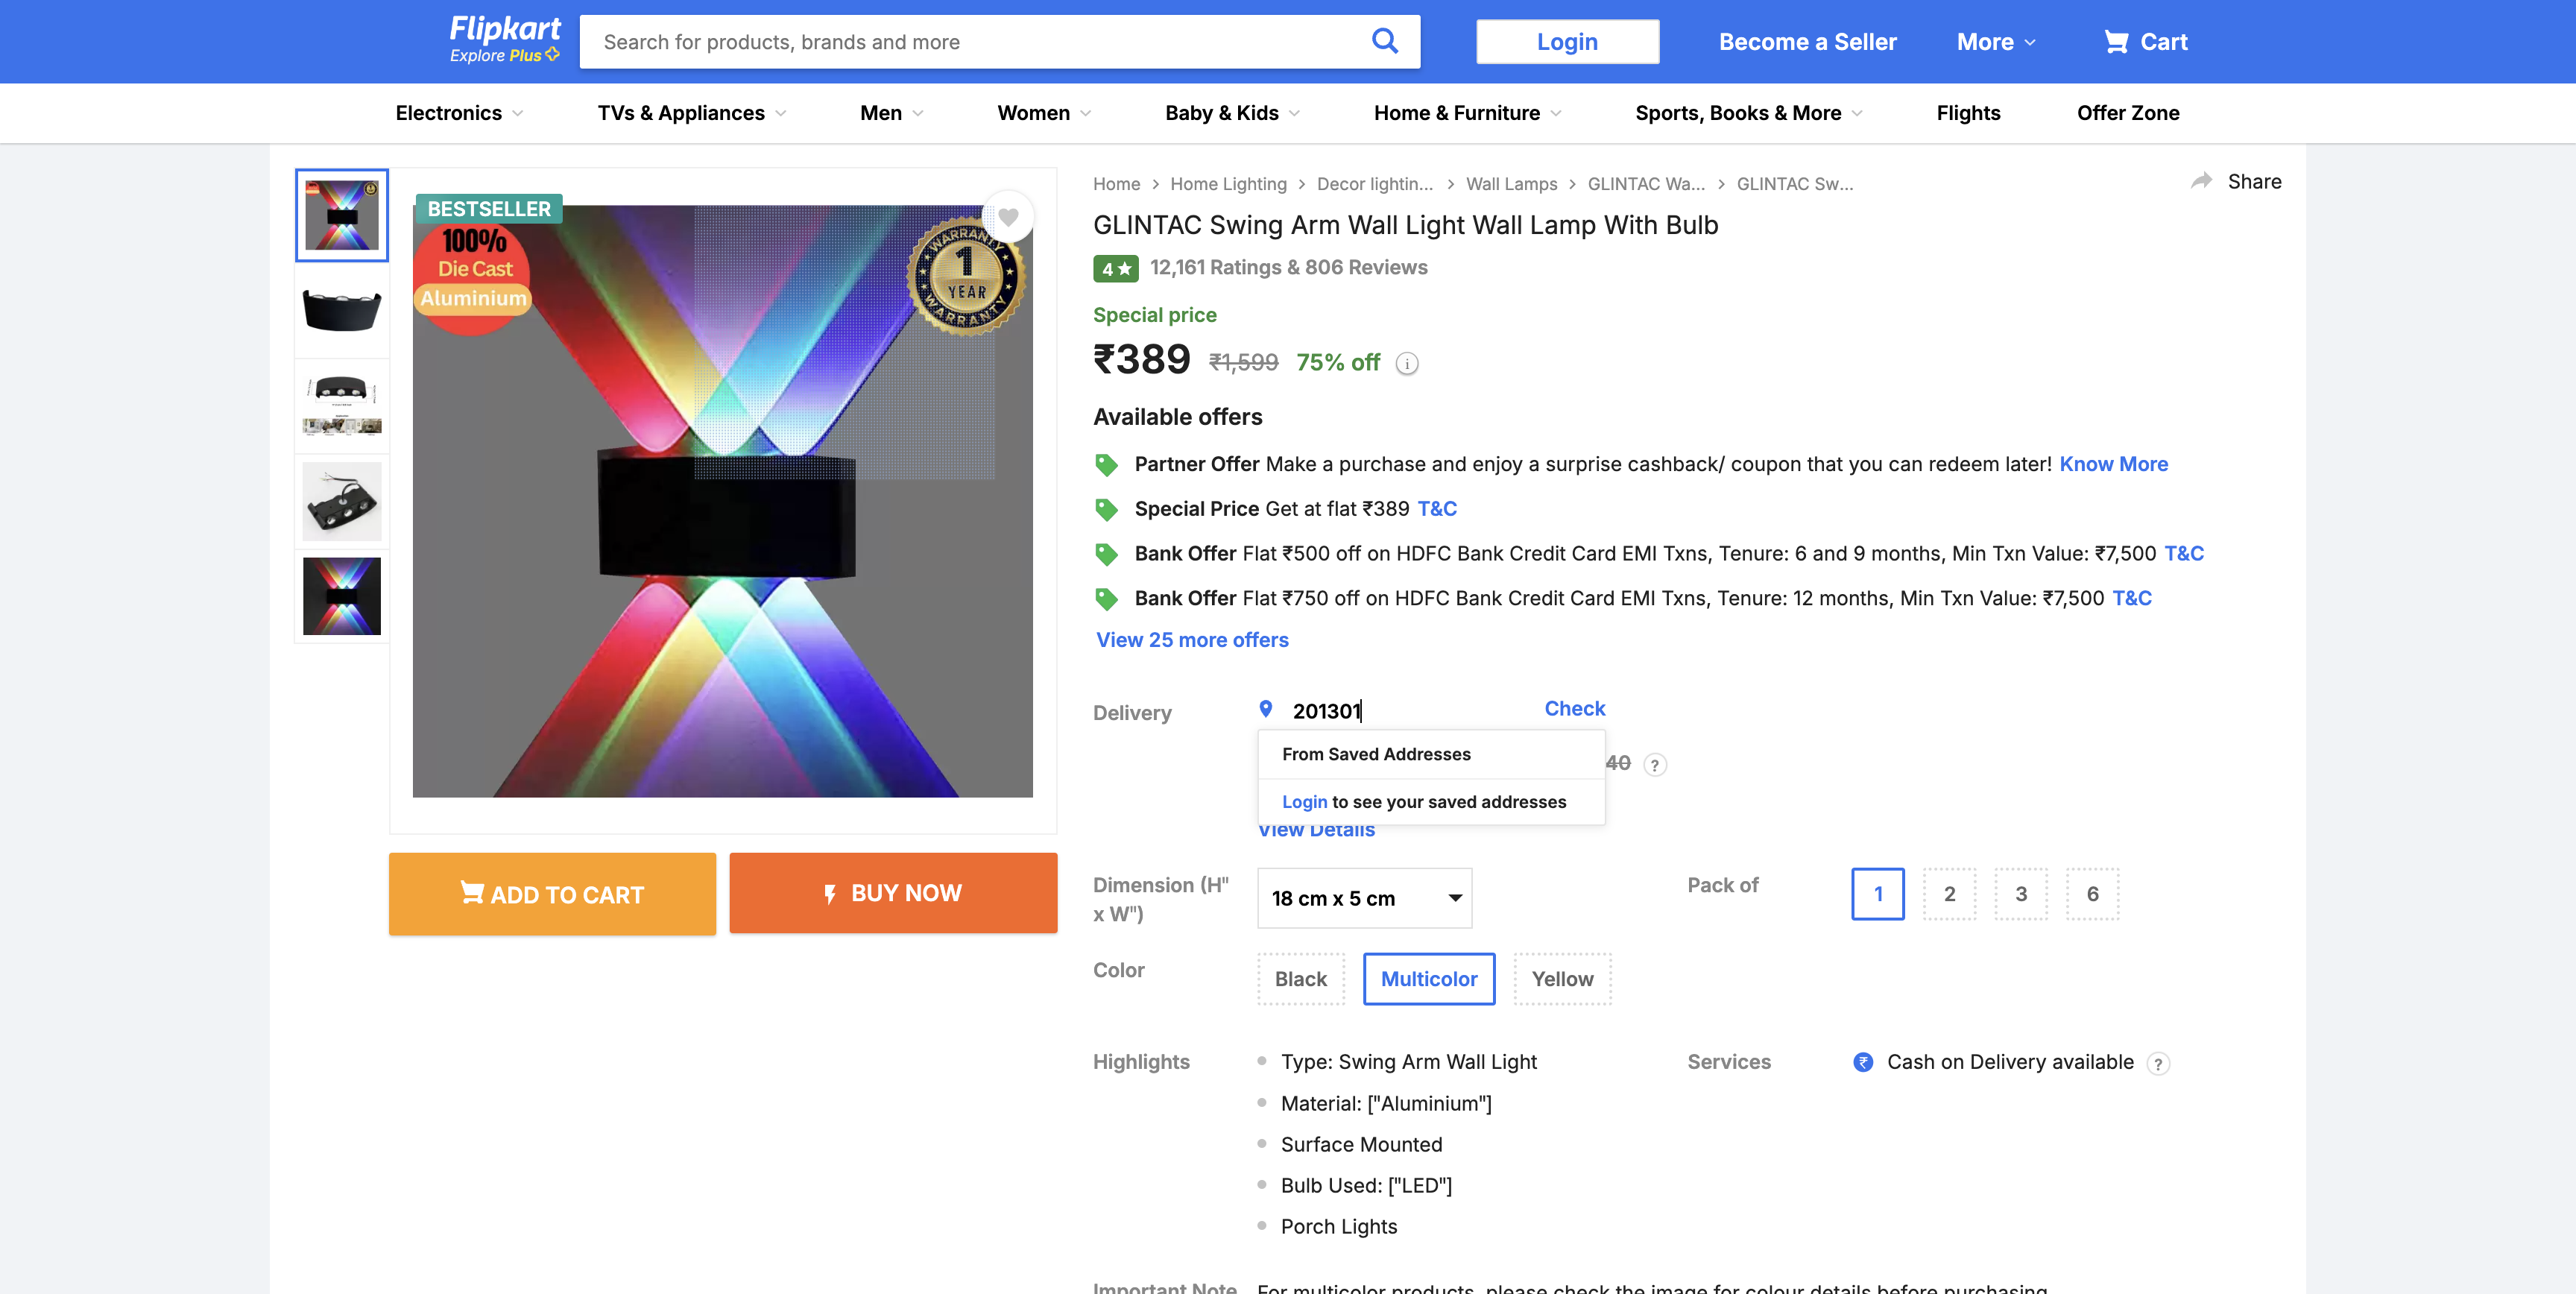 Flipkart
Explore Plus
Search for products, brands and more
Login
Become a Seller
More
Cart
Electronics
TVs & Appliances
Men
Women
Baby & Kids
Home & Furniture
Sports, Books & More
Flights
Offer Zone
BESTSELLER
100%
Die Cast
Aluminium
WARRANTY
1
YEAR
WARRANTY
Home > Home Lighting > Decor lightin... > Wall Lamps > GLINTAC Wa... > GLINTAC Sw...
Share
GLINTAC Swing Arm Wall Light Wall Lamp With Bulb
4★ 12,161 Ratings & 806 Reviews
Special price
₹389 ₹1,599 75% off
Available offers
Partner Offer Make a purchase and enjoy a surprise cashback/ coupon that you can redeem later! Know More
Special Price Get at flat ₹389 T&C
Bank Offer Flat ₹500 off on HDFC Bank Credit Card EMI Txns, Tenure: 6 and 9 months, Min Txn Value: ₹7,500 T&C
Bank Offer Flat ₹750 off on HDFC Bank Credit Card EMI Txns, Tenure: 12 months, Min Txn Value: ₹7,500 T&C
View 25 more offers
Delivery
201301
Check
From Saved Addresses
40 ?
Login to see your saved addresses
View Details
ADD TO CART
BUY NOW
Dimension (H"
x W")
18 cm x 5 cm
Pack of
1
2
3
6
Color
Black
Multicolor
Yellow
Highlights
Type: Swing Arm Wall Light
Material: ["Aluminium"]
Surface Mounted
Bulb Used: ["LED"]
Porch Lights
Services
₹ Cash on Delivery available ?
Important Note
For multicolor products, please check the image for colour details before purchasing